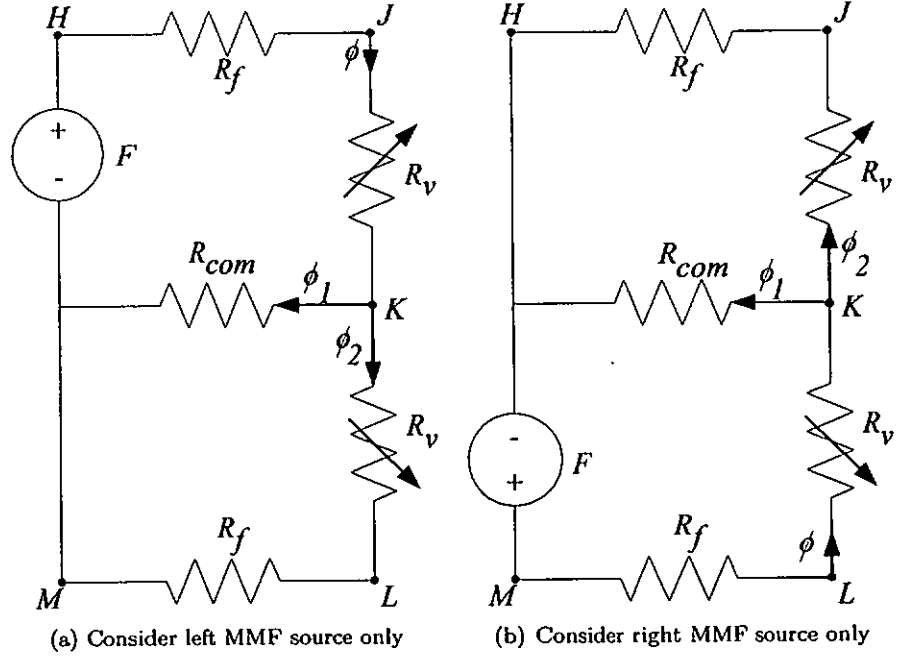 H
J
R_f
ϕ
+
F
-
R_v
R_com
ϕ_1
K
ϕ_2
R_v
R_f
M
L
(a) Consider left MMF source only
H
J
R_f
R_v
R_com
ϕ_2
ϕ_1
K
-
F
+
R_v
R_f
ϕ
M
L
(b) Consider right MMF source only